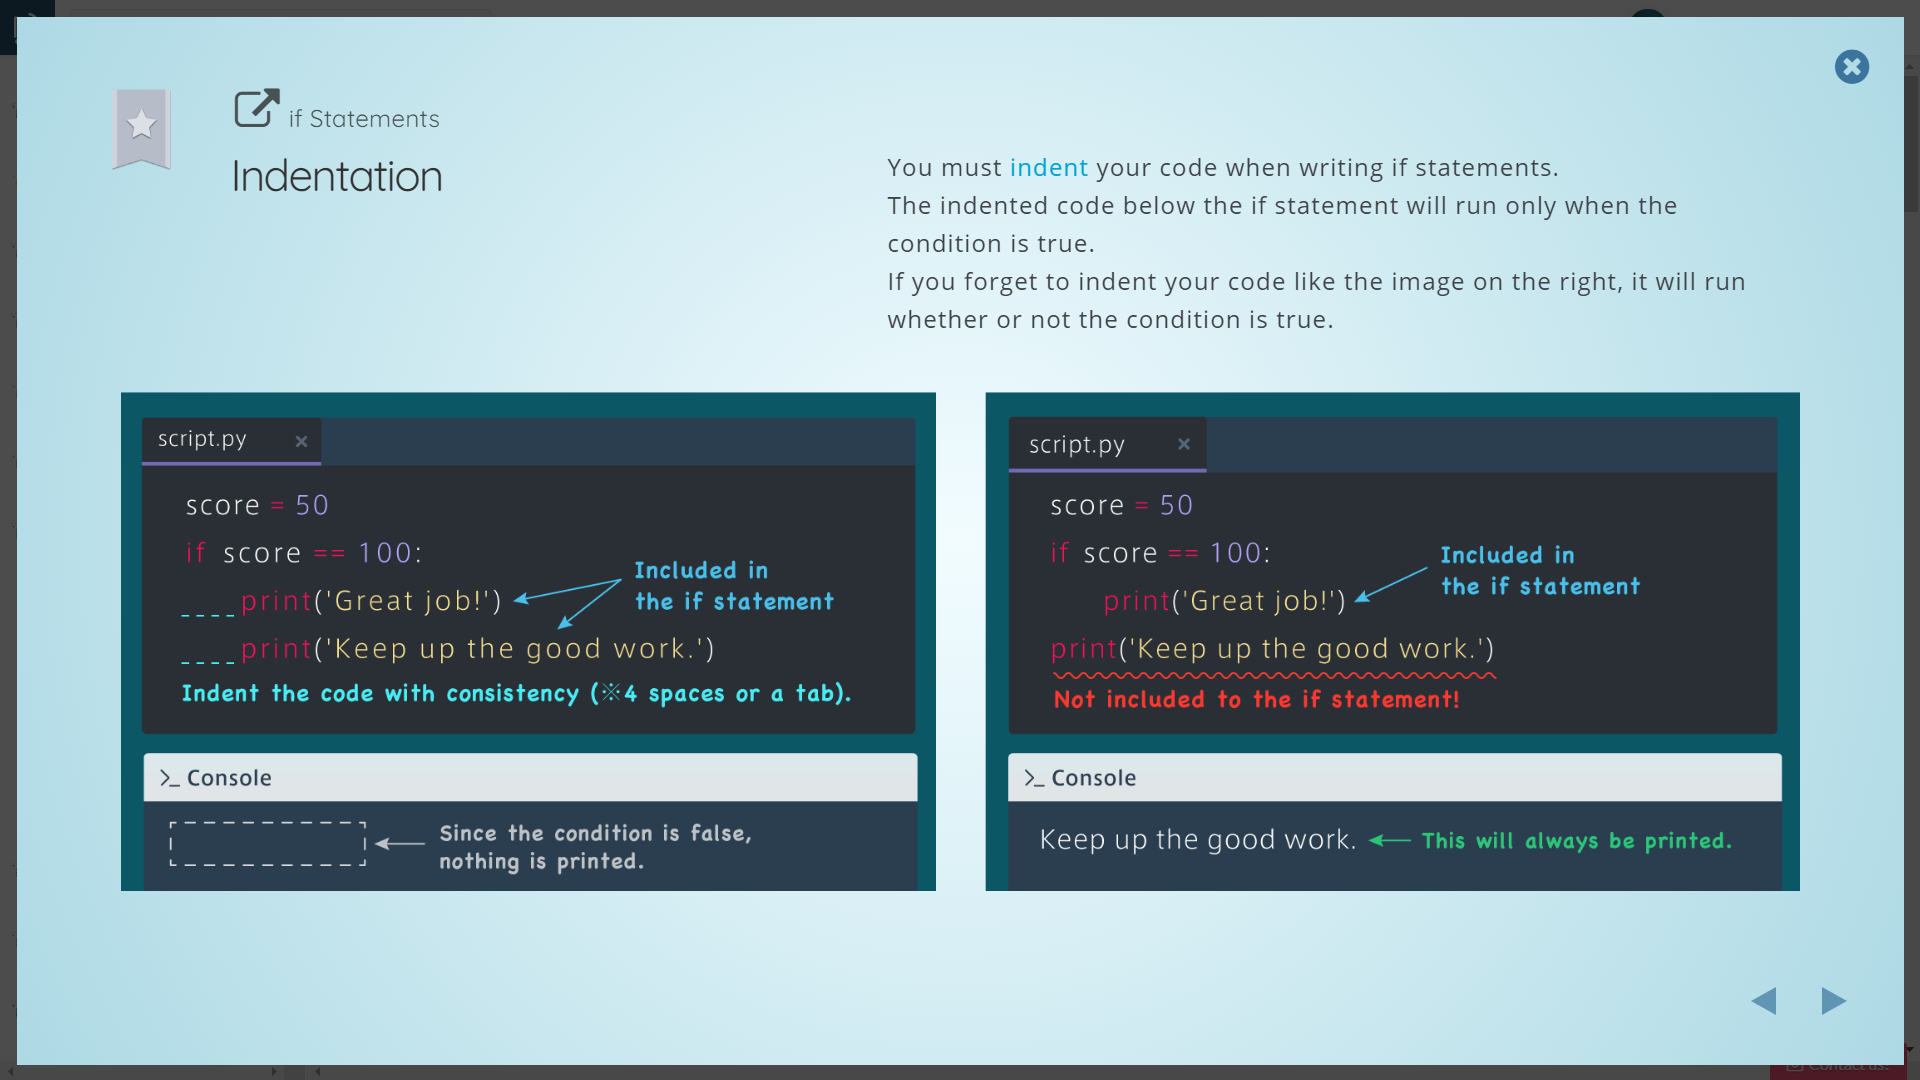 if Statements
Indentation
You must indent your code when writing if statements.
The indented code below the if statement will run only when the
condition is true.
If you forget to indent your code like the image on the right, it will run
whether or not the condition is true.
script.py ×
score = 50
if score == 100:
____print('Great job!')
____print('Keep up the good work.')
Included in
the if statement
Indent the code with consistency (※4 spaces or a tab).
>_ Console
Since the condition is false,
nothing is printed.
script.py ×
score = 50
if score == 100:
print('Great job!')
print('Keep up the good work.')
Included in
the if statement
Not included to the if statement!
>_ Console
Keep up the good work.
This will always be printed.
Contact us!